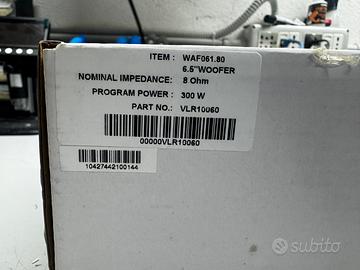 ITEM : WAF061.80
6.5"WOOFER
NOMINAL IMPEDANCE: 8 Ohm
PROGRAM POWER : 300 W
PART NO.: VLR10060
00000VLR10060
10427442100144
subito